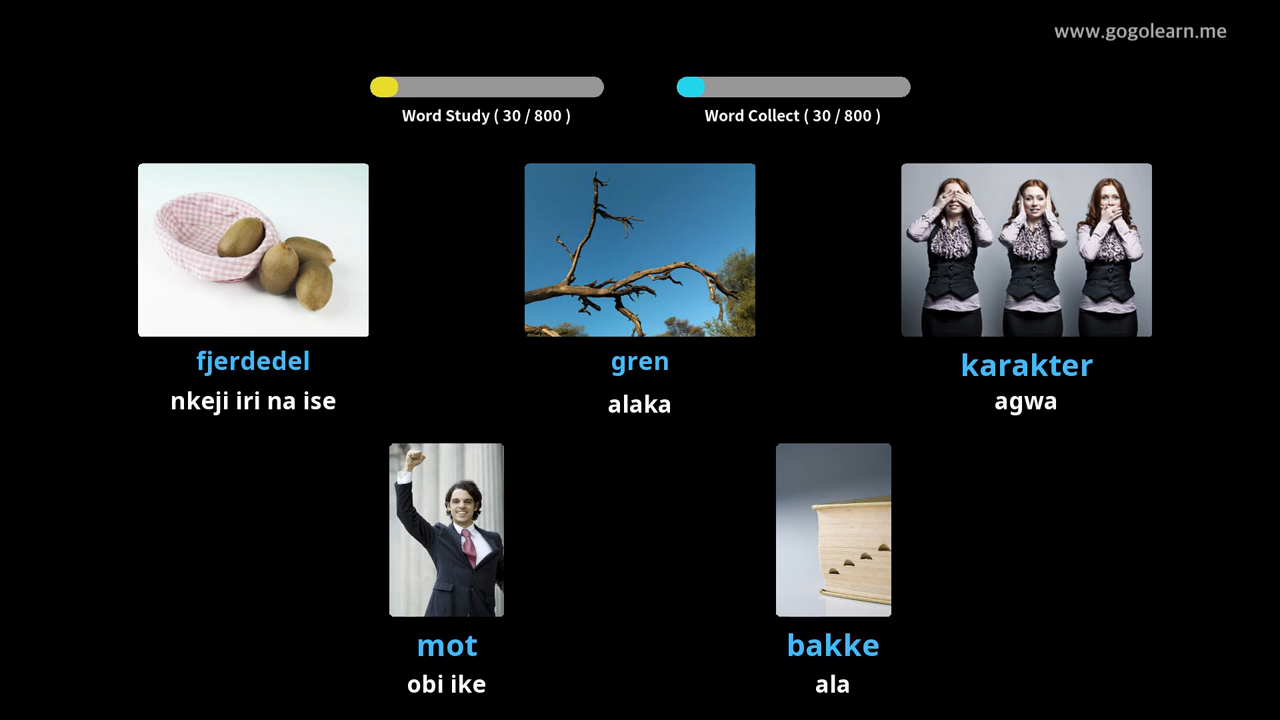 www.gogolearn.me
Word Study ( 30 / 800 )
Word Collect ( 30 / 800 )
fjerdedel
nkeji iri na ise
gren
alaka
karakter
agwa
mot
obi ike
bakke
ala